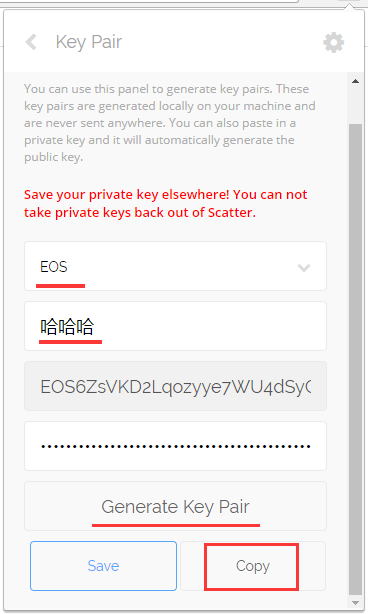 Key Pair
You can use this panel to generate key pairs. These
key pairs are generated locally on your machine and
are never sent anywhere. You can also paste in a
private key and it will automatically generate the
public key.
Save your private key elsewhere! You can not
take private keys back out of Scatter.
EOS
哈哈哈
EOS6ZsVKD2Lqozyye7WU4dSy
Generate Key Pair
Save Copy